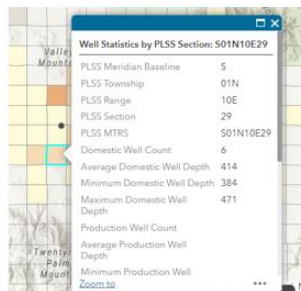 Well Statistics by PLSS Section: S01N10E29
PLSS Meridian Baseline S
PLSS Township 01N
PLSS Range 10E
PLSS Section 29
PLSS MTRS S01N10E29
Domestic Well Count 6
Average Domestic Well Depth 414
Minimum Domestic Well Depth 384
Maximum Domestic Well 471
Depth
Production Well Count
Average Production Well
Depth
Minimum Production Well
Zoom to
Valley
Mount
Twenty
Palm
Mount